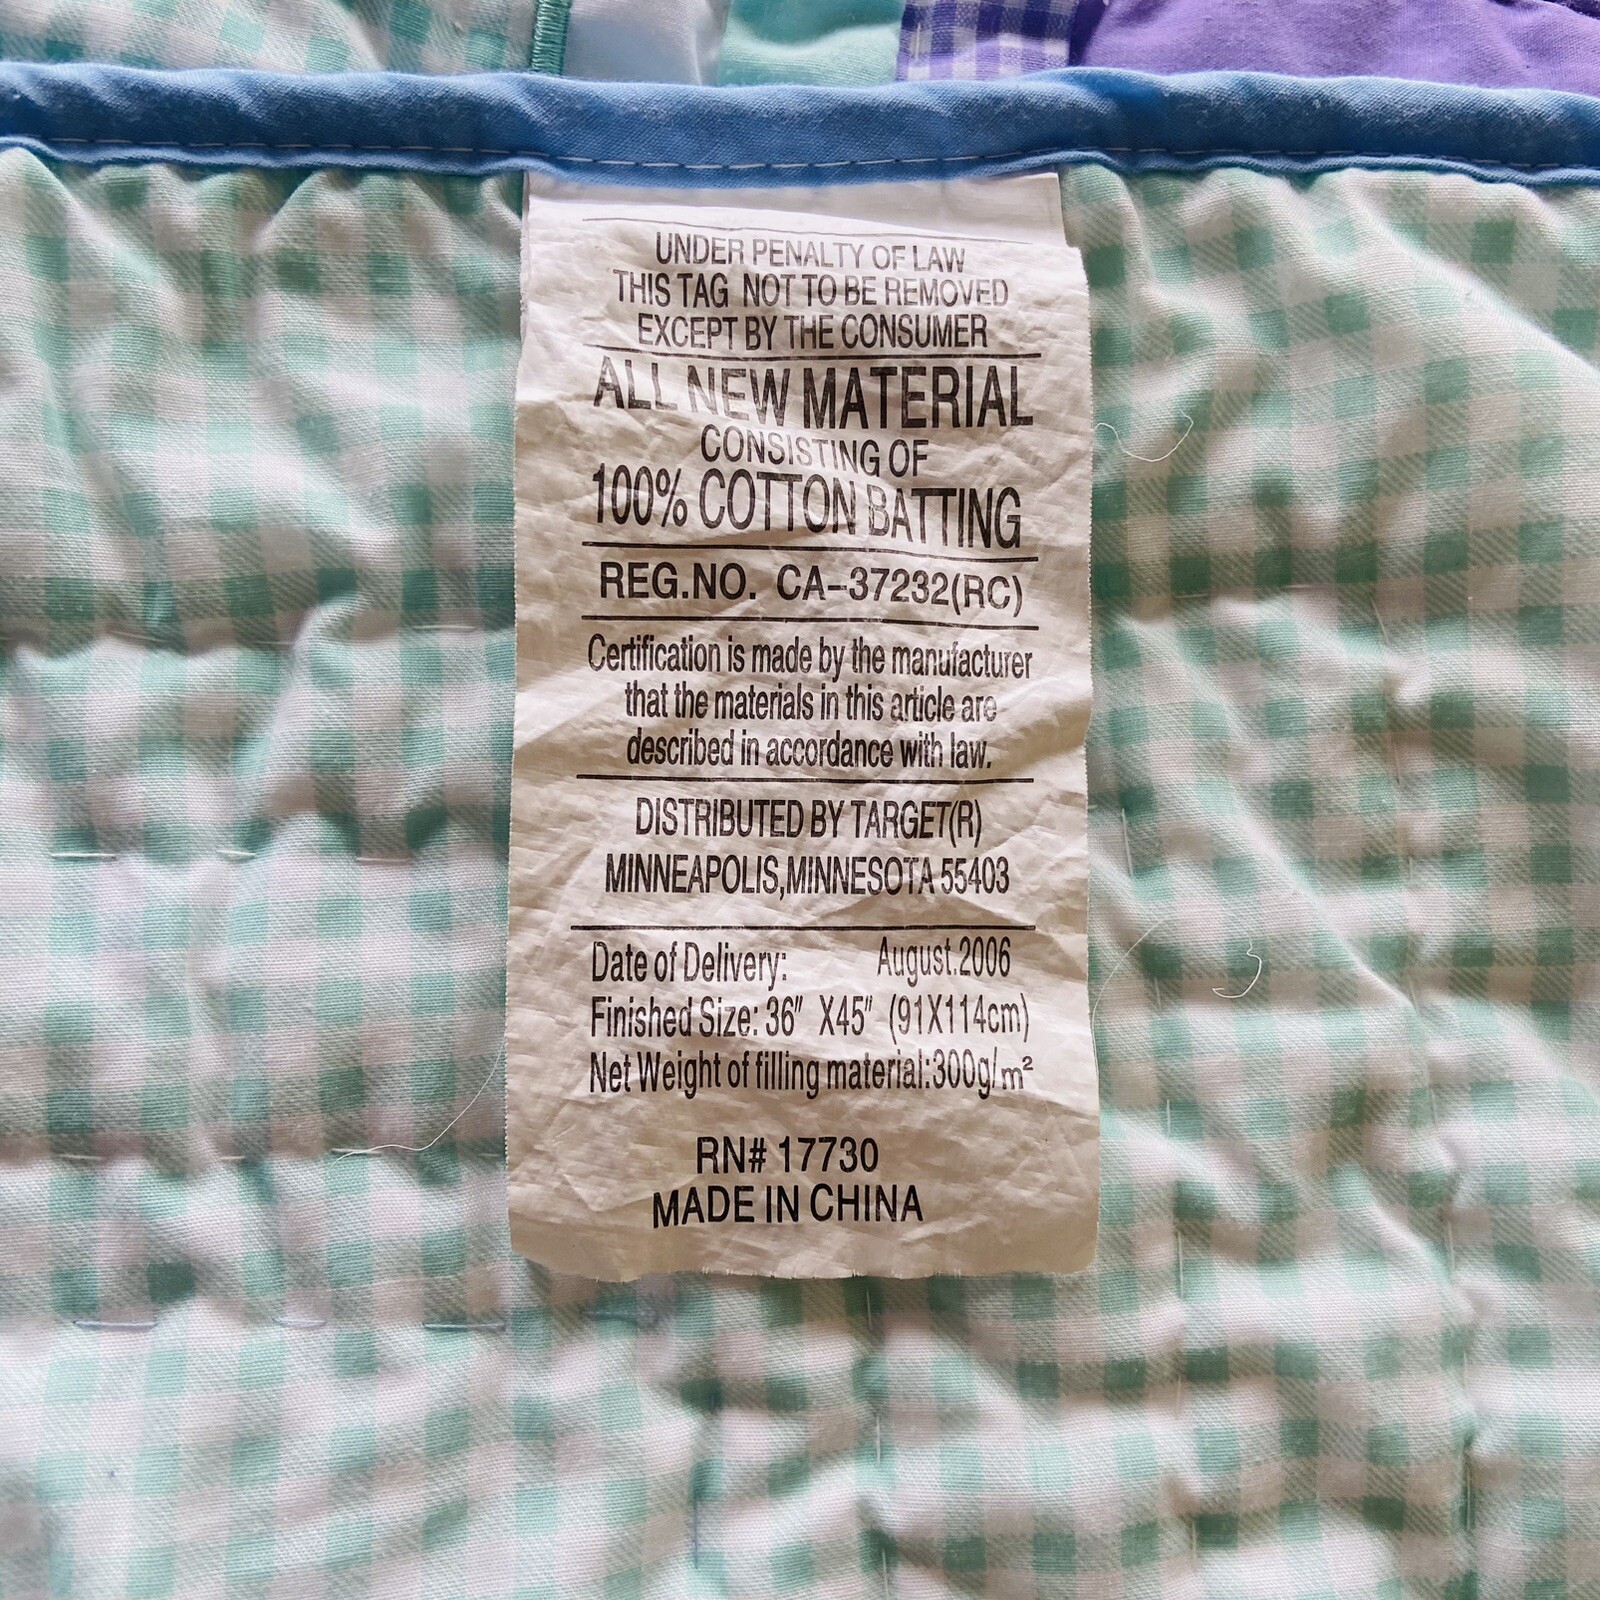 UNDER PENALTY OF LAW
THIS TAG NOT TO BE REMOVED
EXCEPT BY THE CONSUMER
ALL NEW MATERIAL
CONSISTING OF
100% COTTON BATTING
REG.NO. CA-37232(RC)
Certification is made by the manufacturer
that the materials in this article are
described in accordance with law.
DISTRIBUTED BY TARGET(R)
MINNEAPOLIS,MINNESOTA 55403
Date of Delivery: August.2006
Finished Size: 36" X45" (91X114cm)
Net Weight of filling material:300g/m²
RN# 17730
MADE IN CHINA